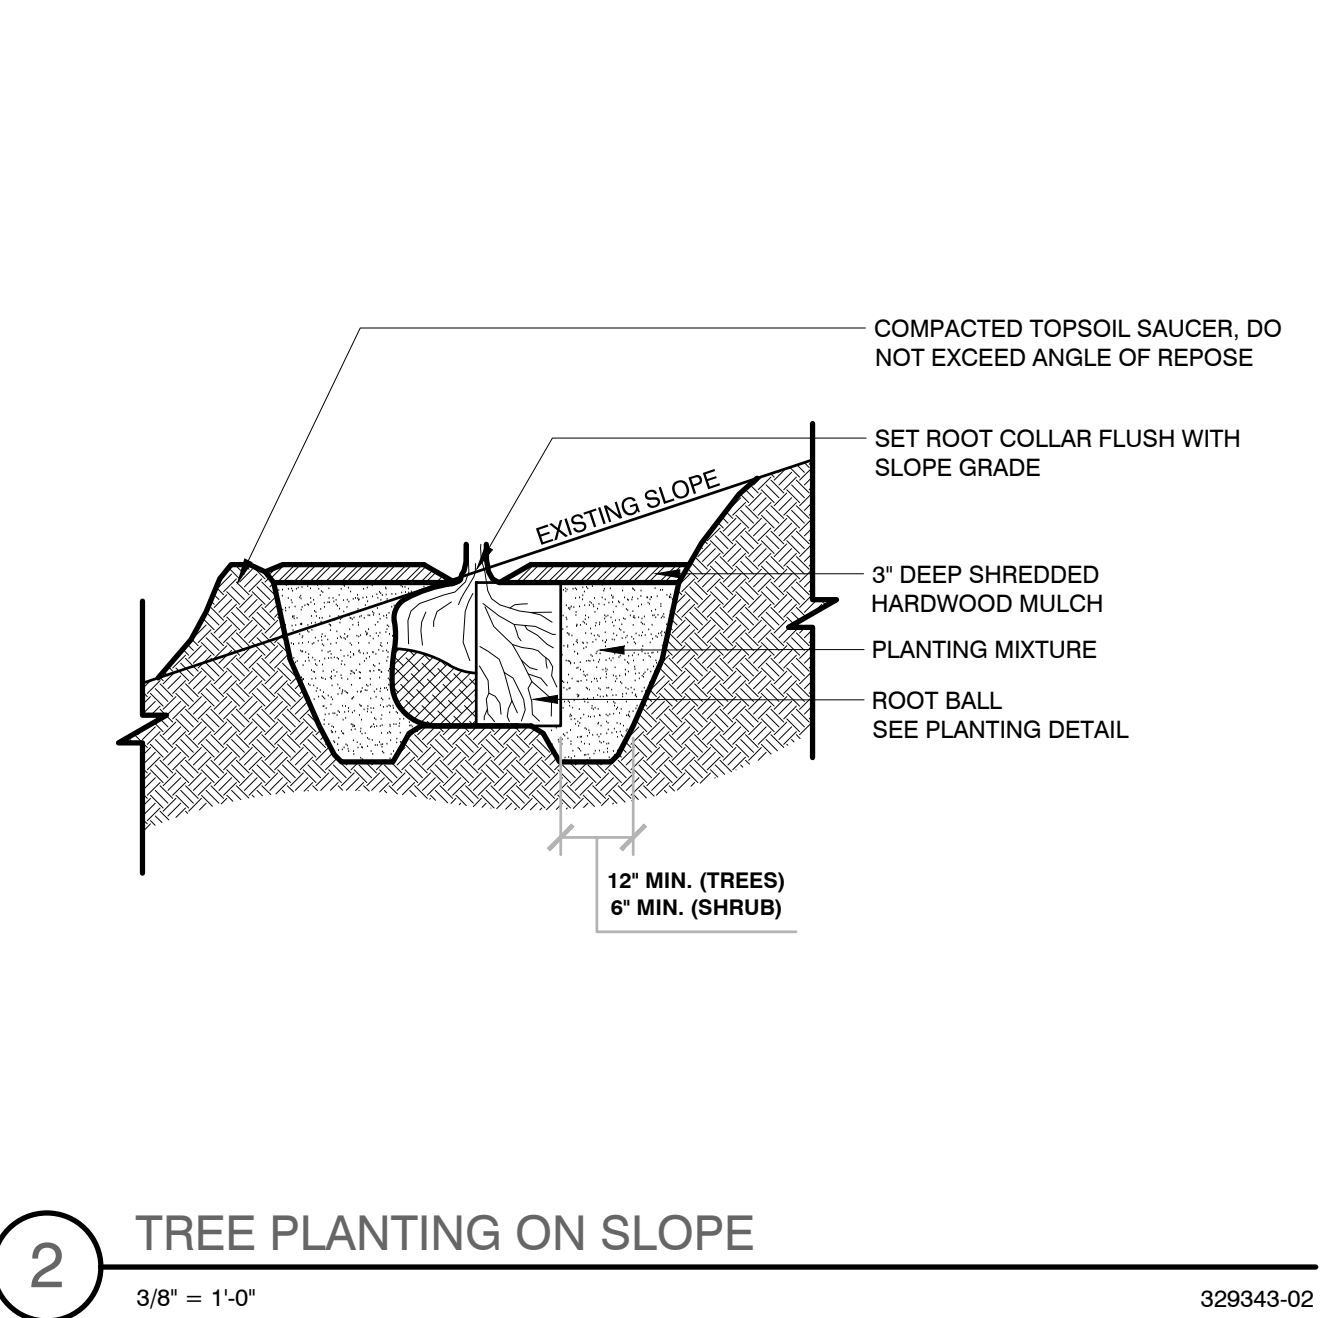 COMPACTED TOPSOIL SAUCER, DO
NOT EXCEED ANGLE OF REPOSE
SET ROOT COLLAR FLUSH WITH
SLOPE GRADE
EXISTING SLOPE
3" DEEP SHREDDED
HARDWOOD MULCH
PLANTING MIXTURE
ROOT BALL
SEE PLANTING DETAIL
12" MIN. (TREES)
6" MIN. (SHRUB)
2
TREE PLANTING ON SLOPE
3/8" = 1'-0"
329343-02